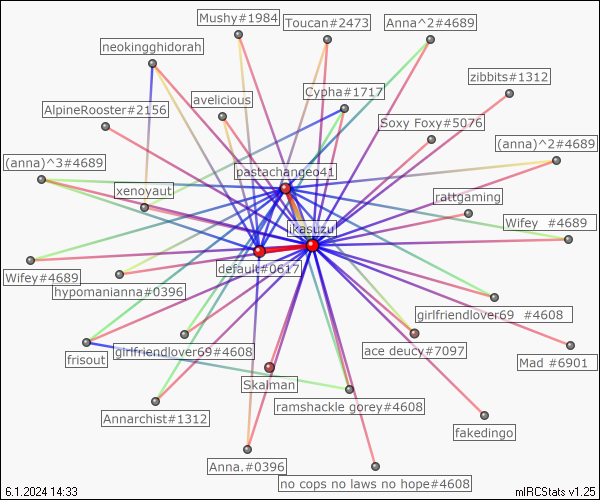 Mushy#1984
Toucan#2473
Anna^2#4689
neokingghidorah
zibbits#1312
Cypha#1717
avelicious
AlpineRooster#2156
Soxy Foxy#5076
(anna)^2#4689
(anna)^3#4689
pastachangeo41
xenoyaut
rattgaming
Wifey #4689
ikasuzu
default#0617
Wifey#4689
hypomanianna#0396
girlfriendlover69 #4608
girlfriendlover69#4608
ace deucy#7097
frisout
Mad #6901
Skalman
ramshackle gorey#4608
Annarchist#1312
fakedingo
Anna.#0396
no cops no laws no hope#4608
6.1.2024 14:33
mIRCStats v1.25